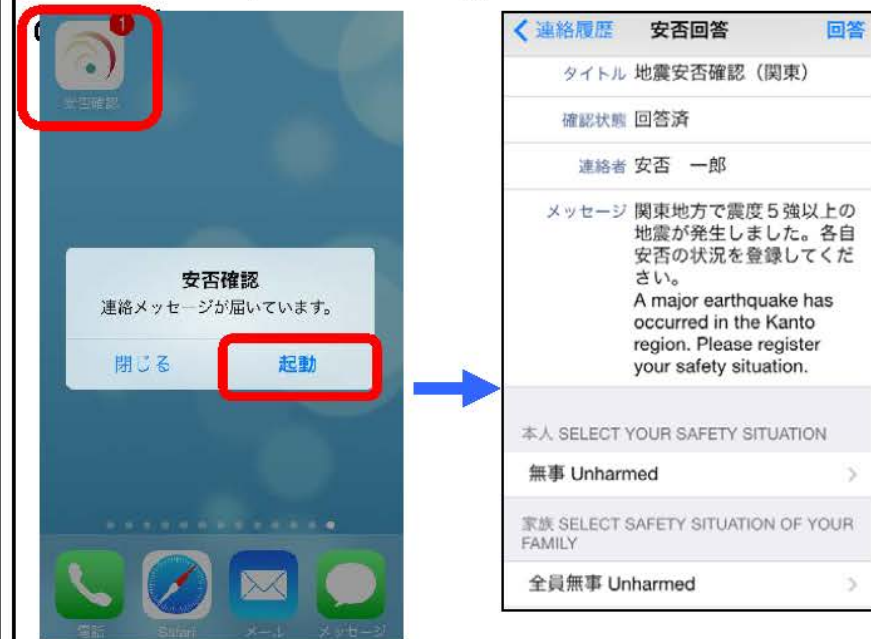 1
安否確認
安否確認
連絡メッセージが届いています。
閉じる
起動
電話
Safari
メール
メッセージ
連絡履歴
安否回答
回答
タイトル 地震安否確認（関東）
確認状態 回答済
連絡者 安否　一郎
メッセージ 関東地方で震度５強以上の
地震が発生しました。各自
安否の状況を登録してくだ
さい。
A major earthquake has
occurred in the Kanto
region. Please register
your safety situation.
本人 SELECT YOUR SAFETY SITUATION
無事 Unharmed
家族 SELECT SAFETY SITUATION OF YOUR
FAMILY
全員無事 Unharmed